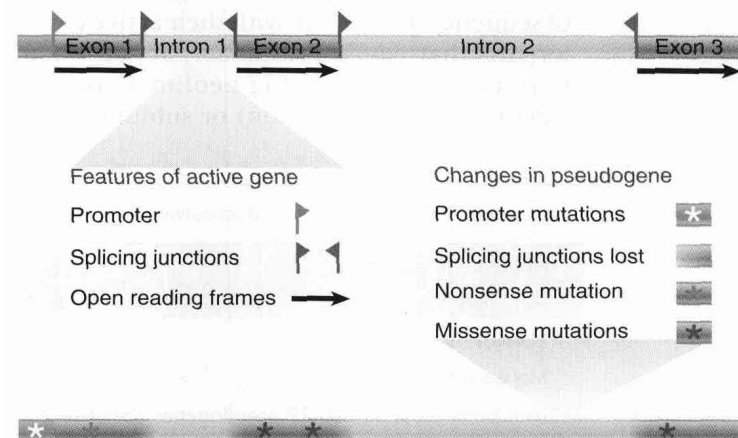 Exon 1 Intron 1 Exon 2 Intron 2 Exon 3
Features of active gene
Promoter
Splicing junctions
Open reading frames
Changes in pseudogene
Promoter mutations
Splicing junctions lost
Nonsense mutation
Missense mutations